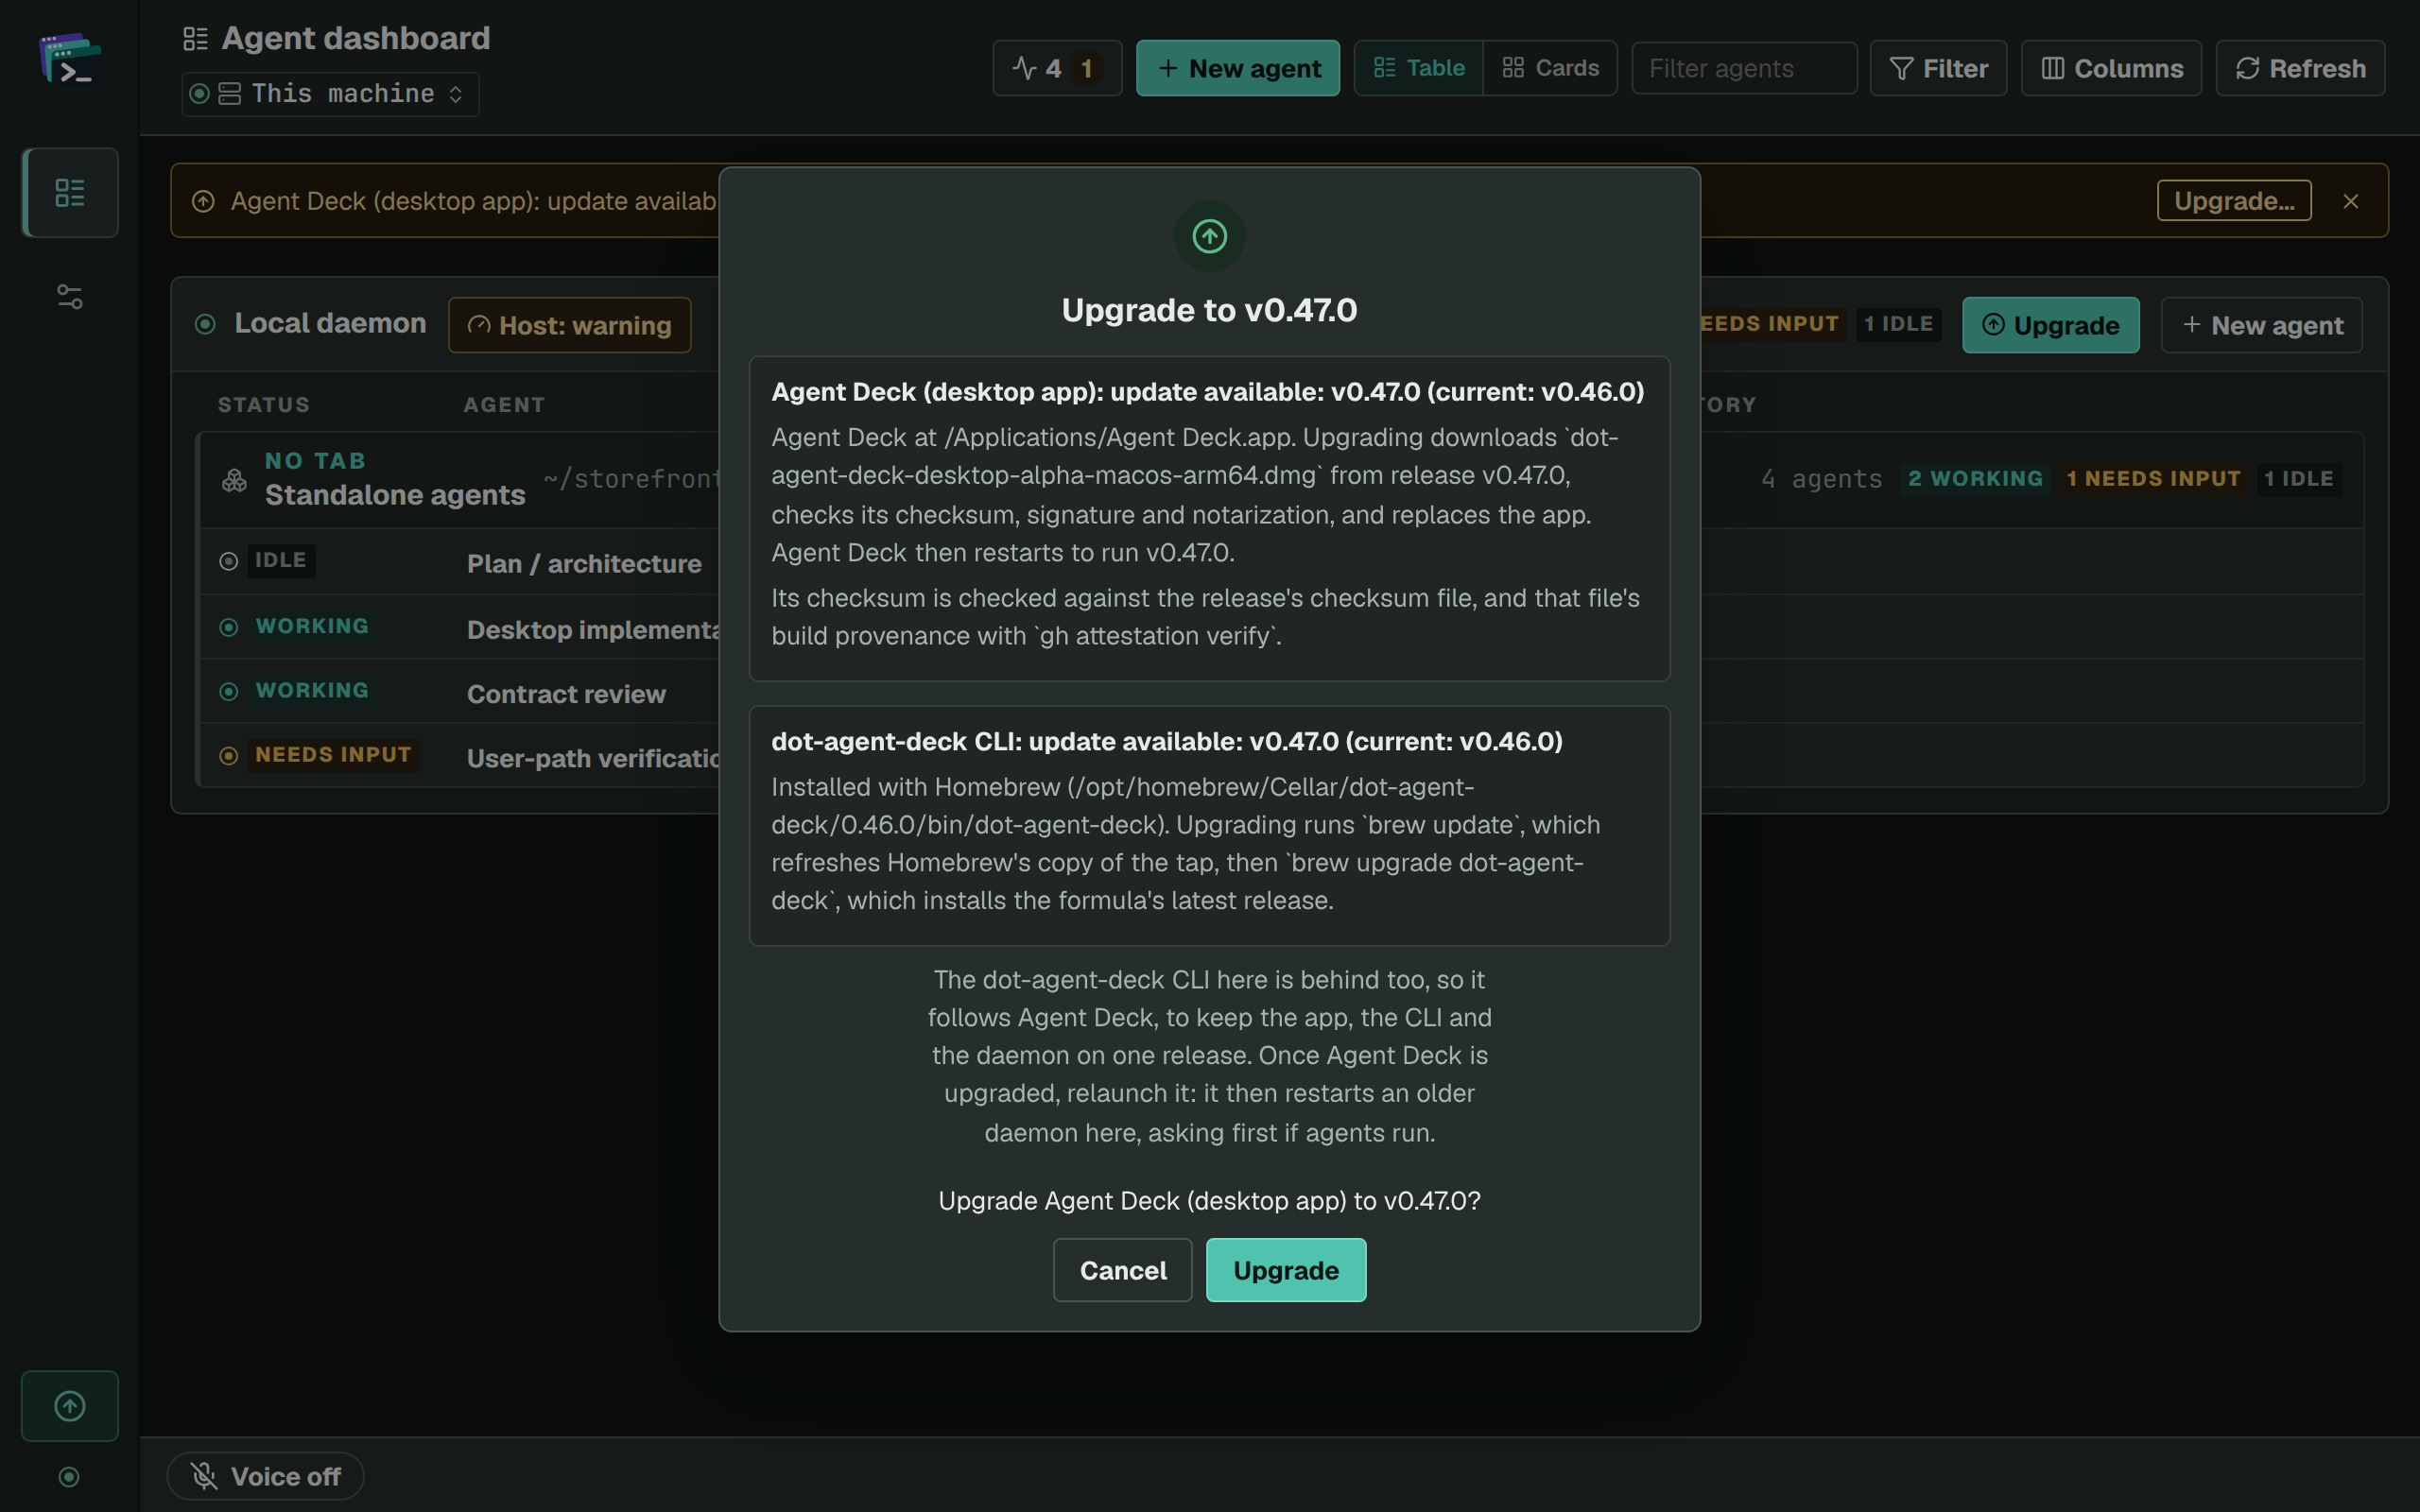 Agent dashboard
This machine
4 1
+ New agent
Table
Cards
Filter agents
Filter
Columns
Refresh
Agent Deck (desktop app): update availab
Upgrade...
Local daemon
Host: warning
EEDS INPUT
1 IDLE
Upgrade
+ New agent
STATUS
AGENT
TORY
NO TAB
Standalone agents
~/storefront
4 agents
2 WORKING
1 NEEDS INPUT
1 IDLE
IDLE
Plan / architecture
WORKING
Desktop implementa
WORKING
Contract review
NEEDS INPUT
User-path verificatio
Upgrade to v0.47.0
Agent Deck (desktop app): update available: v0.47.0 (current: v0.46.0)
Agent Deck at /Applications/Agent Deck.app. Upgrading downloads `dot-
agent-deck-desktop-alpha-macos-arm64.dmg` from release v0.47.0,
checks its checksum, signature and notarization, and replaces the app.
Agent Deck then restarts to run v0.47.0.
Its checksum is checked against the release's checksum file, and that file's
build provenance with `gh attestation verify`.
dot-agent-deck CLI: update available: v0.47.0 (current: v0.46.0)
Installed with Homebrew (/opt/homebrew/Cellar/dot-agent-
deck/0.46.0/bin/dot-agent-deck). Upgrading runs `brew update`, which
refreshes Homebrew's copy of the tap, then `brew upgrade dot-agent-
deck`, which installs the formula's latest release.
The dot-agent-deck CLI here is behind too, so it
follows Agent Deck, to keep the app, the CLI and
the daemon on one release. Once Agent Deck is
upgraded, relaunch it: it then restarts an older
daemon here, asking first if agents run.
Upgrade Agent Deck (desktop app) to v0.47.0?
Cancel
Upgrade
Voice off